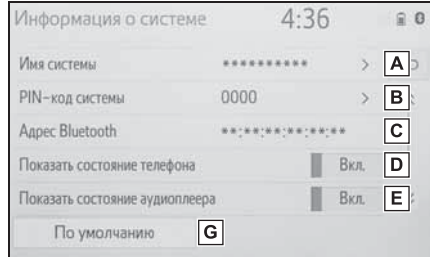 Информация о системе 4:36
Имя системы ********** > A
PIN-код системы 0000 > B
Адрес Bluetooth **:**:**:**:**:** C
Показать состояние телефона Вкл. D
Показать состояние аудиоплеера Вкл. E
По умолчанию G